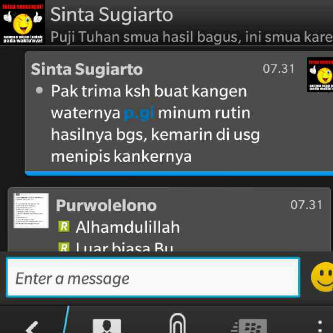 Sinta Sugiarto
Puji Tuhan smua hasil bagus, ini smua kare
Sinta Sugiarto 07.31
Pak trima ksh buat kangen
waternya p.gi minum rutin
hasilnya bgs, kemarin di usg
menipis kankernya
Purwolelono 07.31
R Alhamdulillah
R Luar biasa Bu
Enter a message